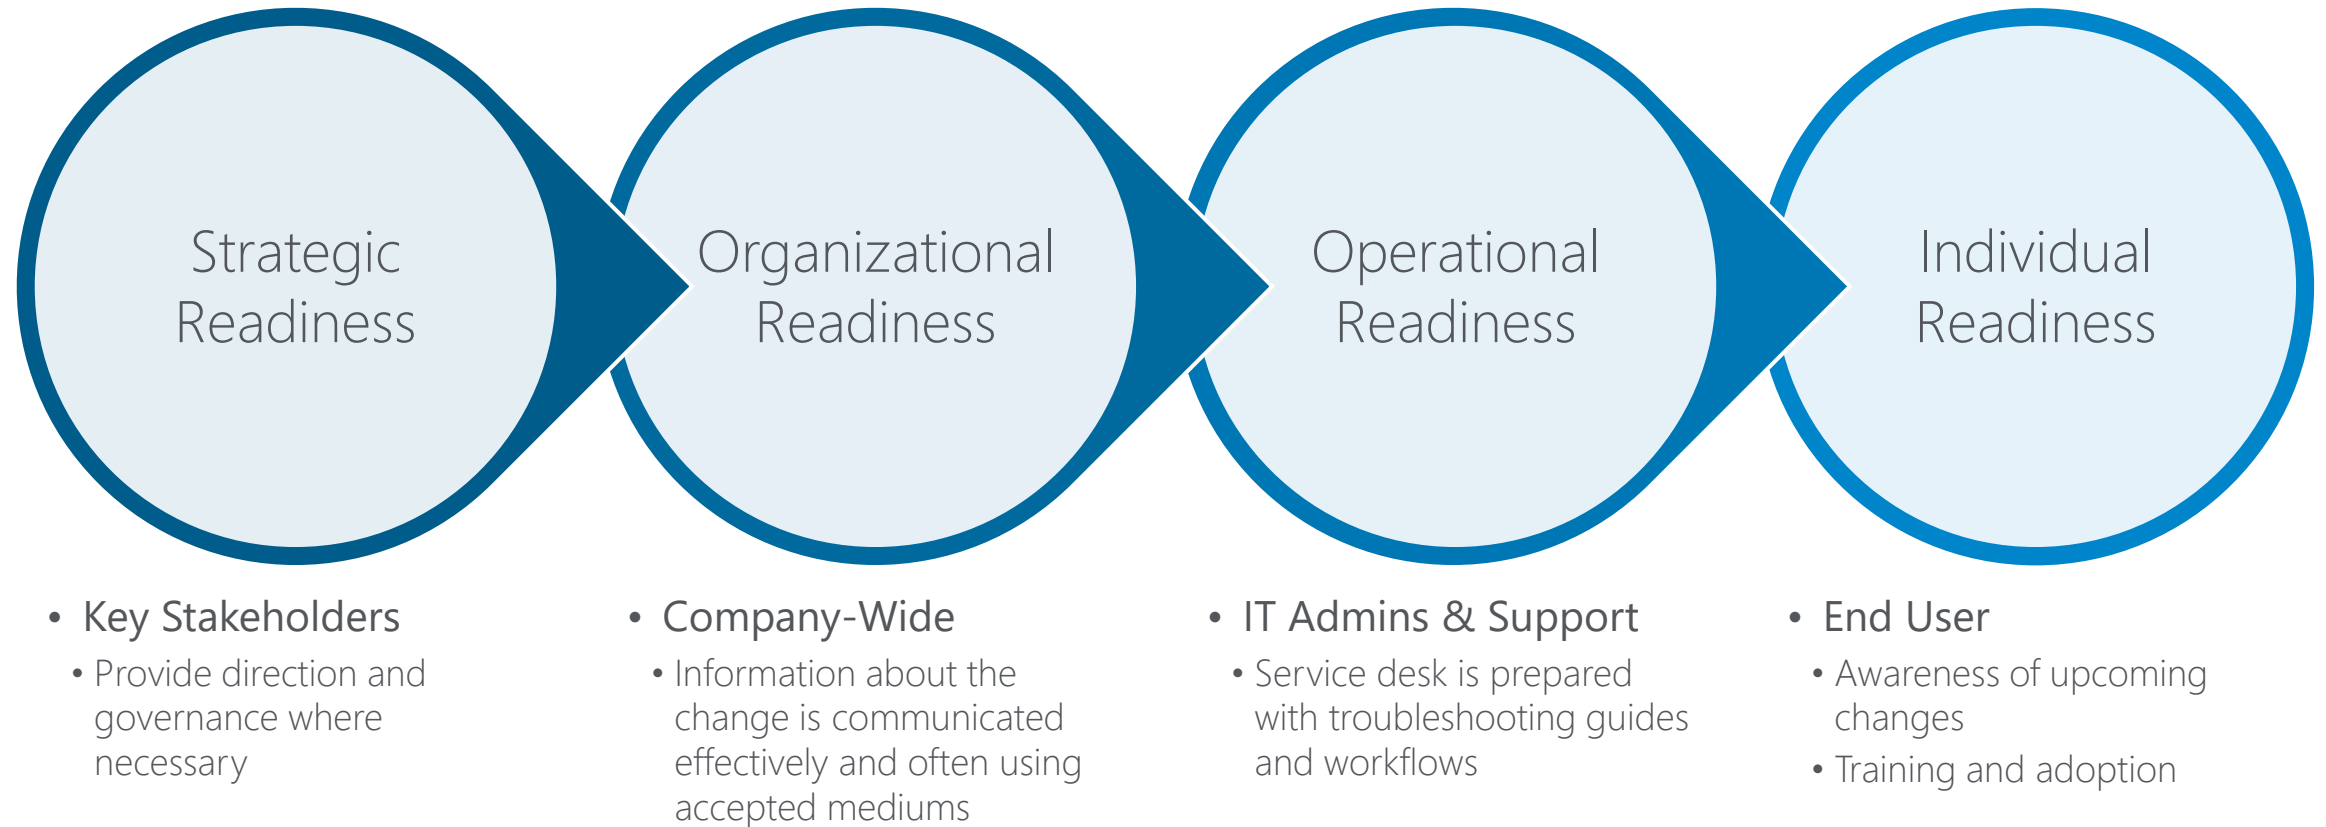 Strategic
Readiness
Organizational
Readiness
Operational
Readiness
Individual
Readiness
• Key Stakeholders
• Provide direction and
governance where
necessary
• Company-Wide
• Information about the
change is communicated
effectively and often using
accepted mediums
• IT Admins & Support
• Service desk is prepared
with troubleshooting guides
and workflows
• End User
• Awareness of upcoming
changes
• Training and adoption